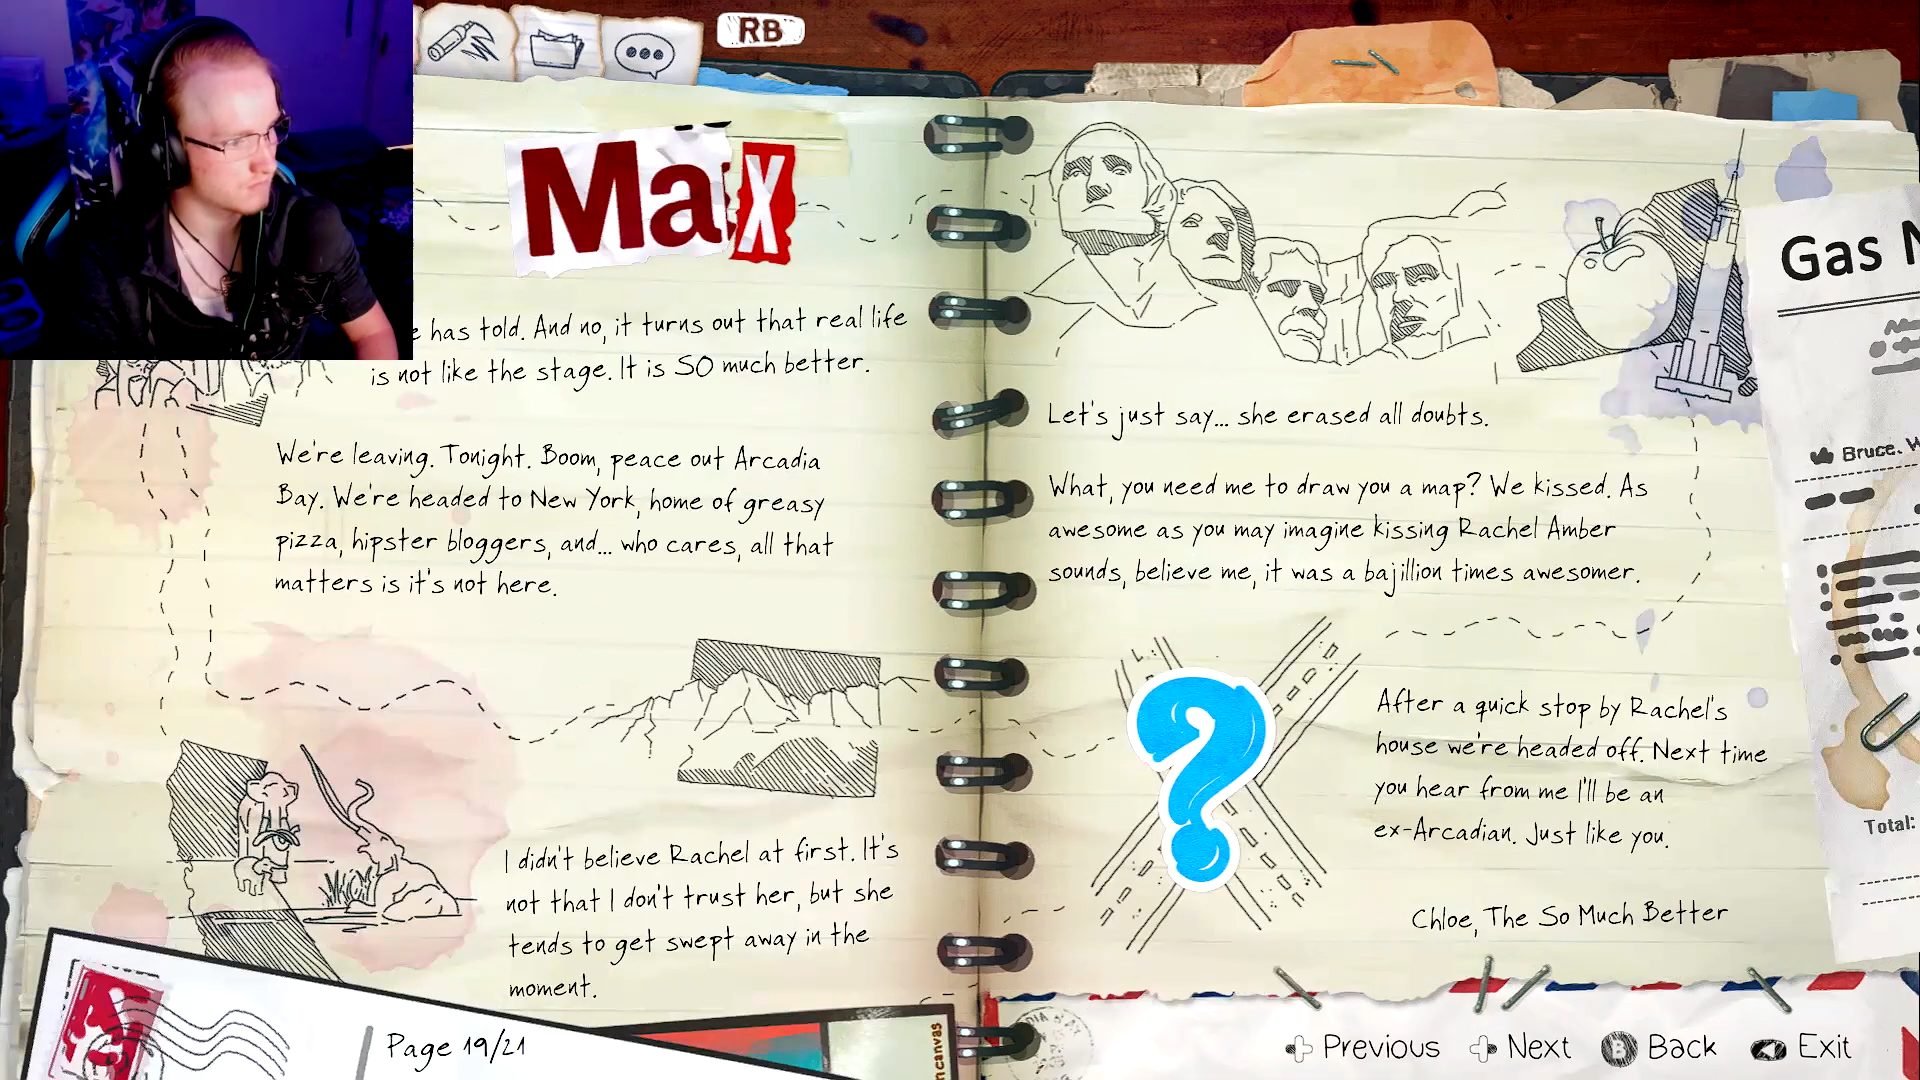 RB
Max
has told. And no, it turns out that real life
is not like the stage. It is SO much better.
We're leaving. Tonight. Boom, peace out Arcadia
Bay. We're headed to New York, home of greasy
pizza, hipster bloggers, and... who cares, all that
matters is it's not here.
I didn't believe Rachel at first. It's
not that I don't trust her, but she
tends to get swept away in the
moment.
Page 19/21
Let's just say... she erased all doubts.
What, you need me to draw you a map? We kissed. As
awesome as you may imagine kissing Rachel Amber
sounds, believe me, it was a bajillion times awesomer.
?
After a quick stop by Rachel's
house we're headed off. Next time
you hear from me I'll be an
ex-Arcadian. Just like you.
Chloe, The So Much Better
Gas
Bruce. W
Total:
Previous
Next
B Back
Exit